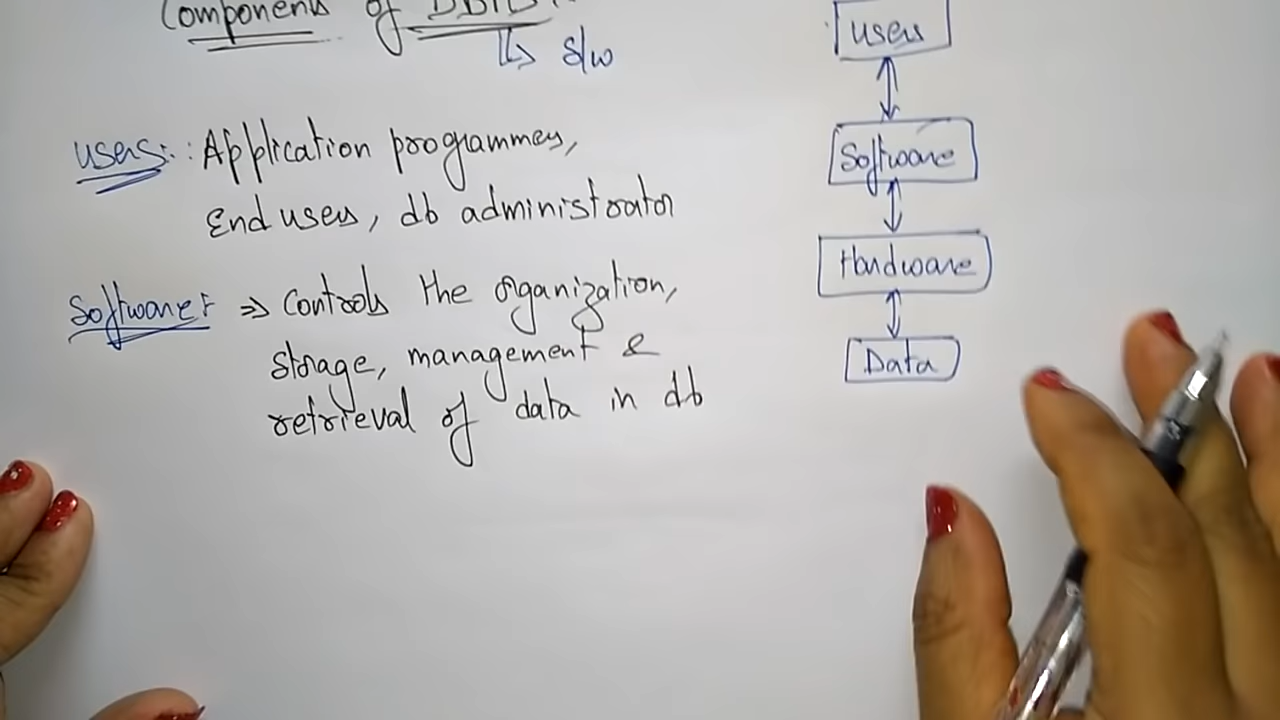 Components of DBMS:
↳ s/w
users:: Application programmers,
End users, db administrator
Software: ⇒ Controls the organization,
storage, management &
retrieval of data in db
users
Software
Hardware
Data